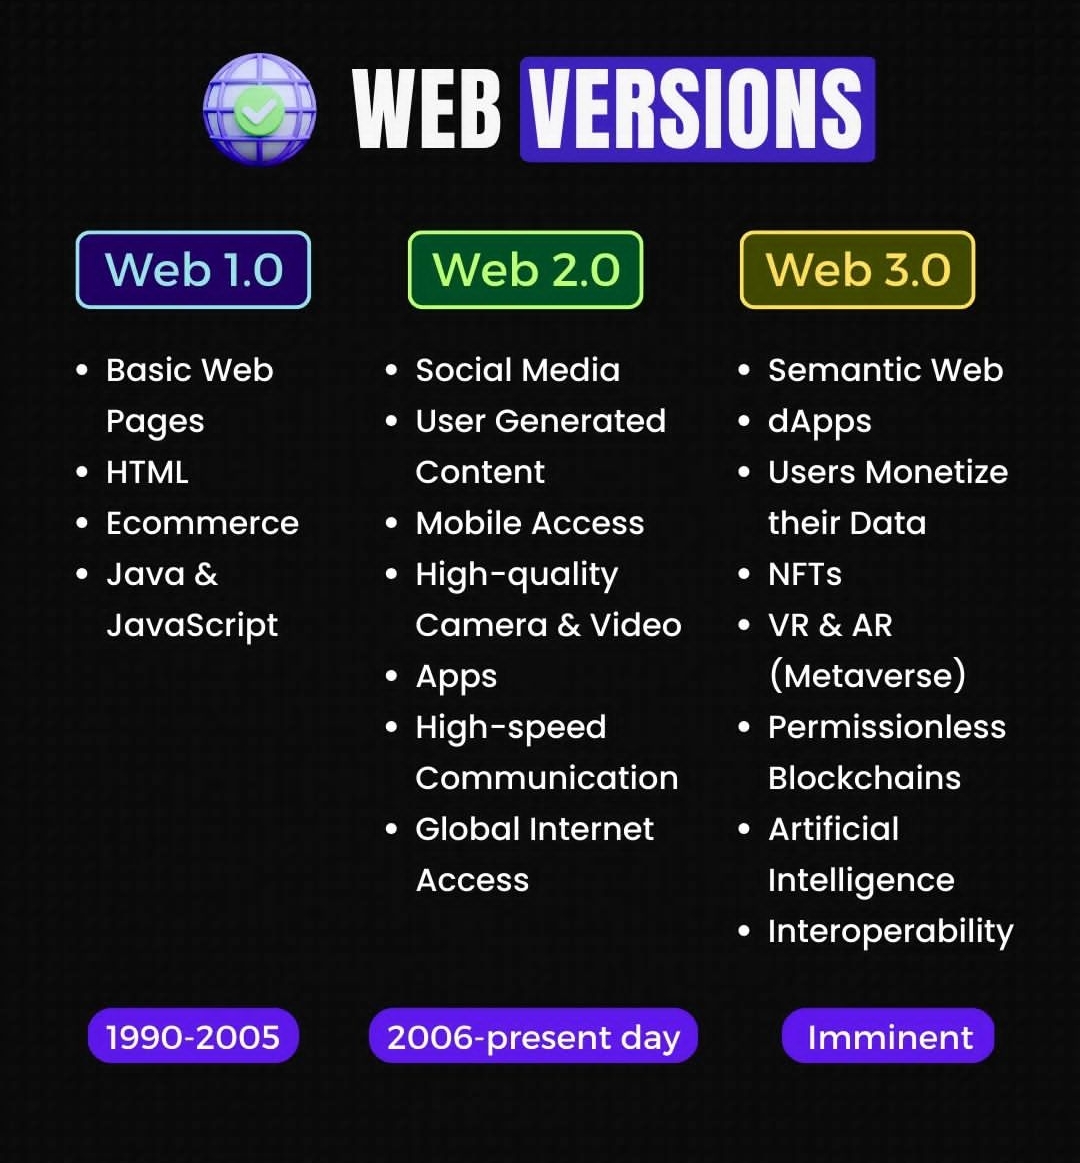 WEB VERSIONS
Web 1.0
• Basic Web
Pages
• HTML
• Ecommerce
• Java &
JavaScript
1990-2005
Web 2.0
• Social Media
• User Generated
Content
• Mobile Access
• High-quality
Camera & Video
• Apps
• High-speed
Communication
• Global Internet
Access
2006-present day
Web 3.0
• Semantic Web
• dApps
• Users Monetize
their Data
• NFTs
• VR & AR
(Metaverse)
• Permissionless
Blockchains
• Artificial
Intelligence
• Interoperability
Imminent